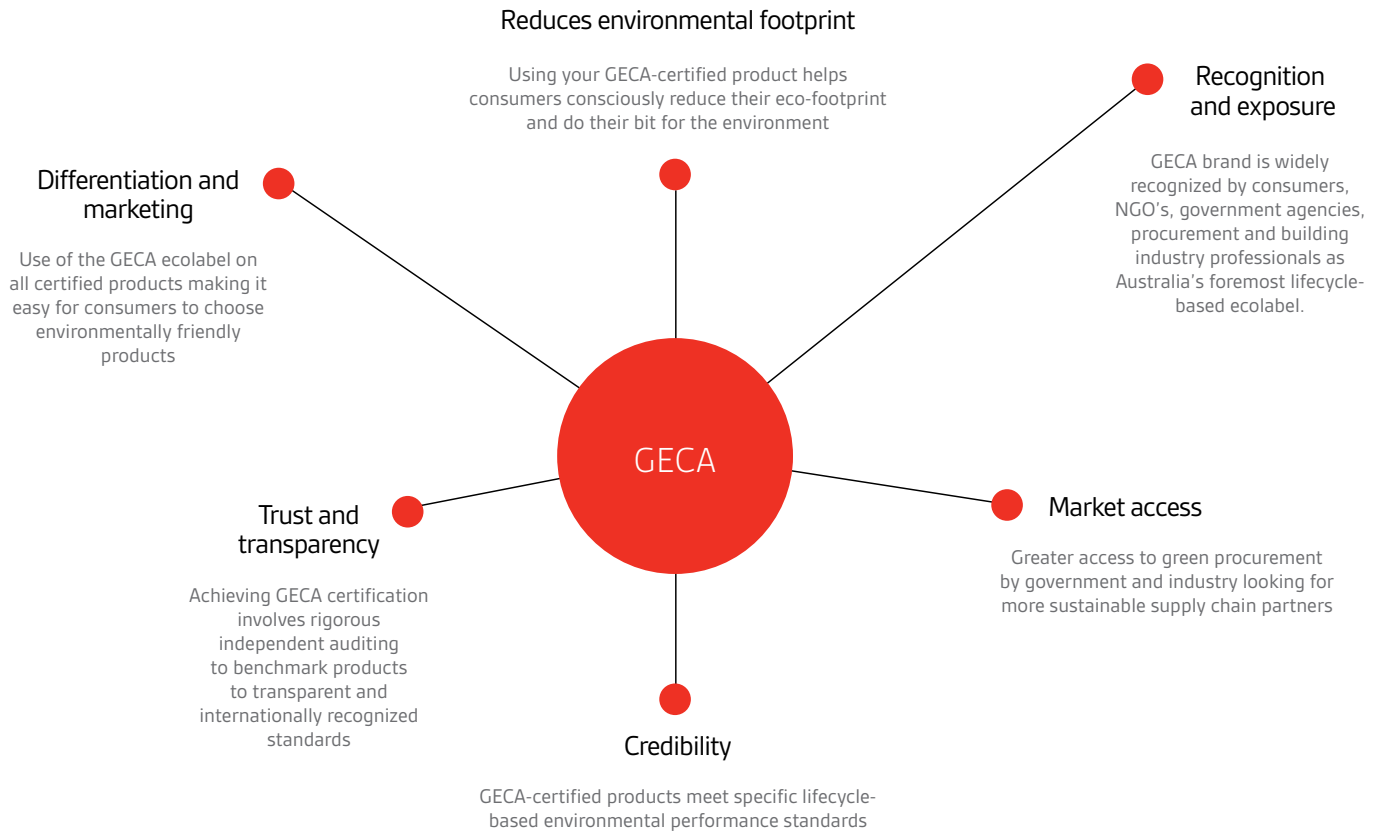 Reduces environmental footprint
Using your GECA-certified product helps
consumers consciously reduce their eco-footprint
and do their bit for the environment
Recognition
and exposure
GECA brand is widely
recognized by consumers,
NGO's, government agencies,
procurement and building
industry professionals as
Australia's foremost lifecycle-
based ecolabel.
Differentiation and
marketing
Use of the GECA ecolabel on
all certified products making it
easy for consumers to choose
environmentally friendly
products
GECA
Trust and
transparency
Achieving GECA certification
involves rigorous
independent auditing
to benchmark products
to transparent and
internationally recognized
standards
Market access
Greater access to green procurement
by government and industry looking for
more sustainable supply chain partners
Credibility
GECA-certified products meet specific lifecycle-
based environmental performance standards